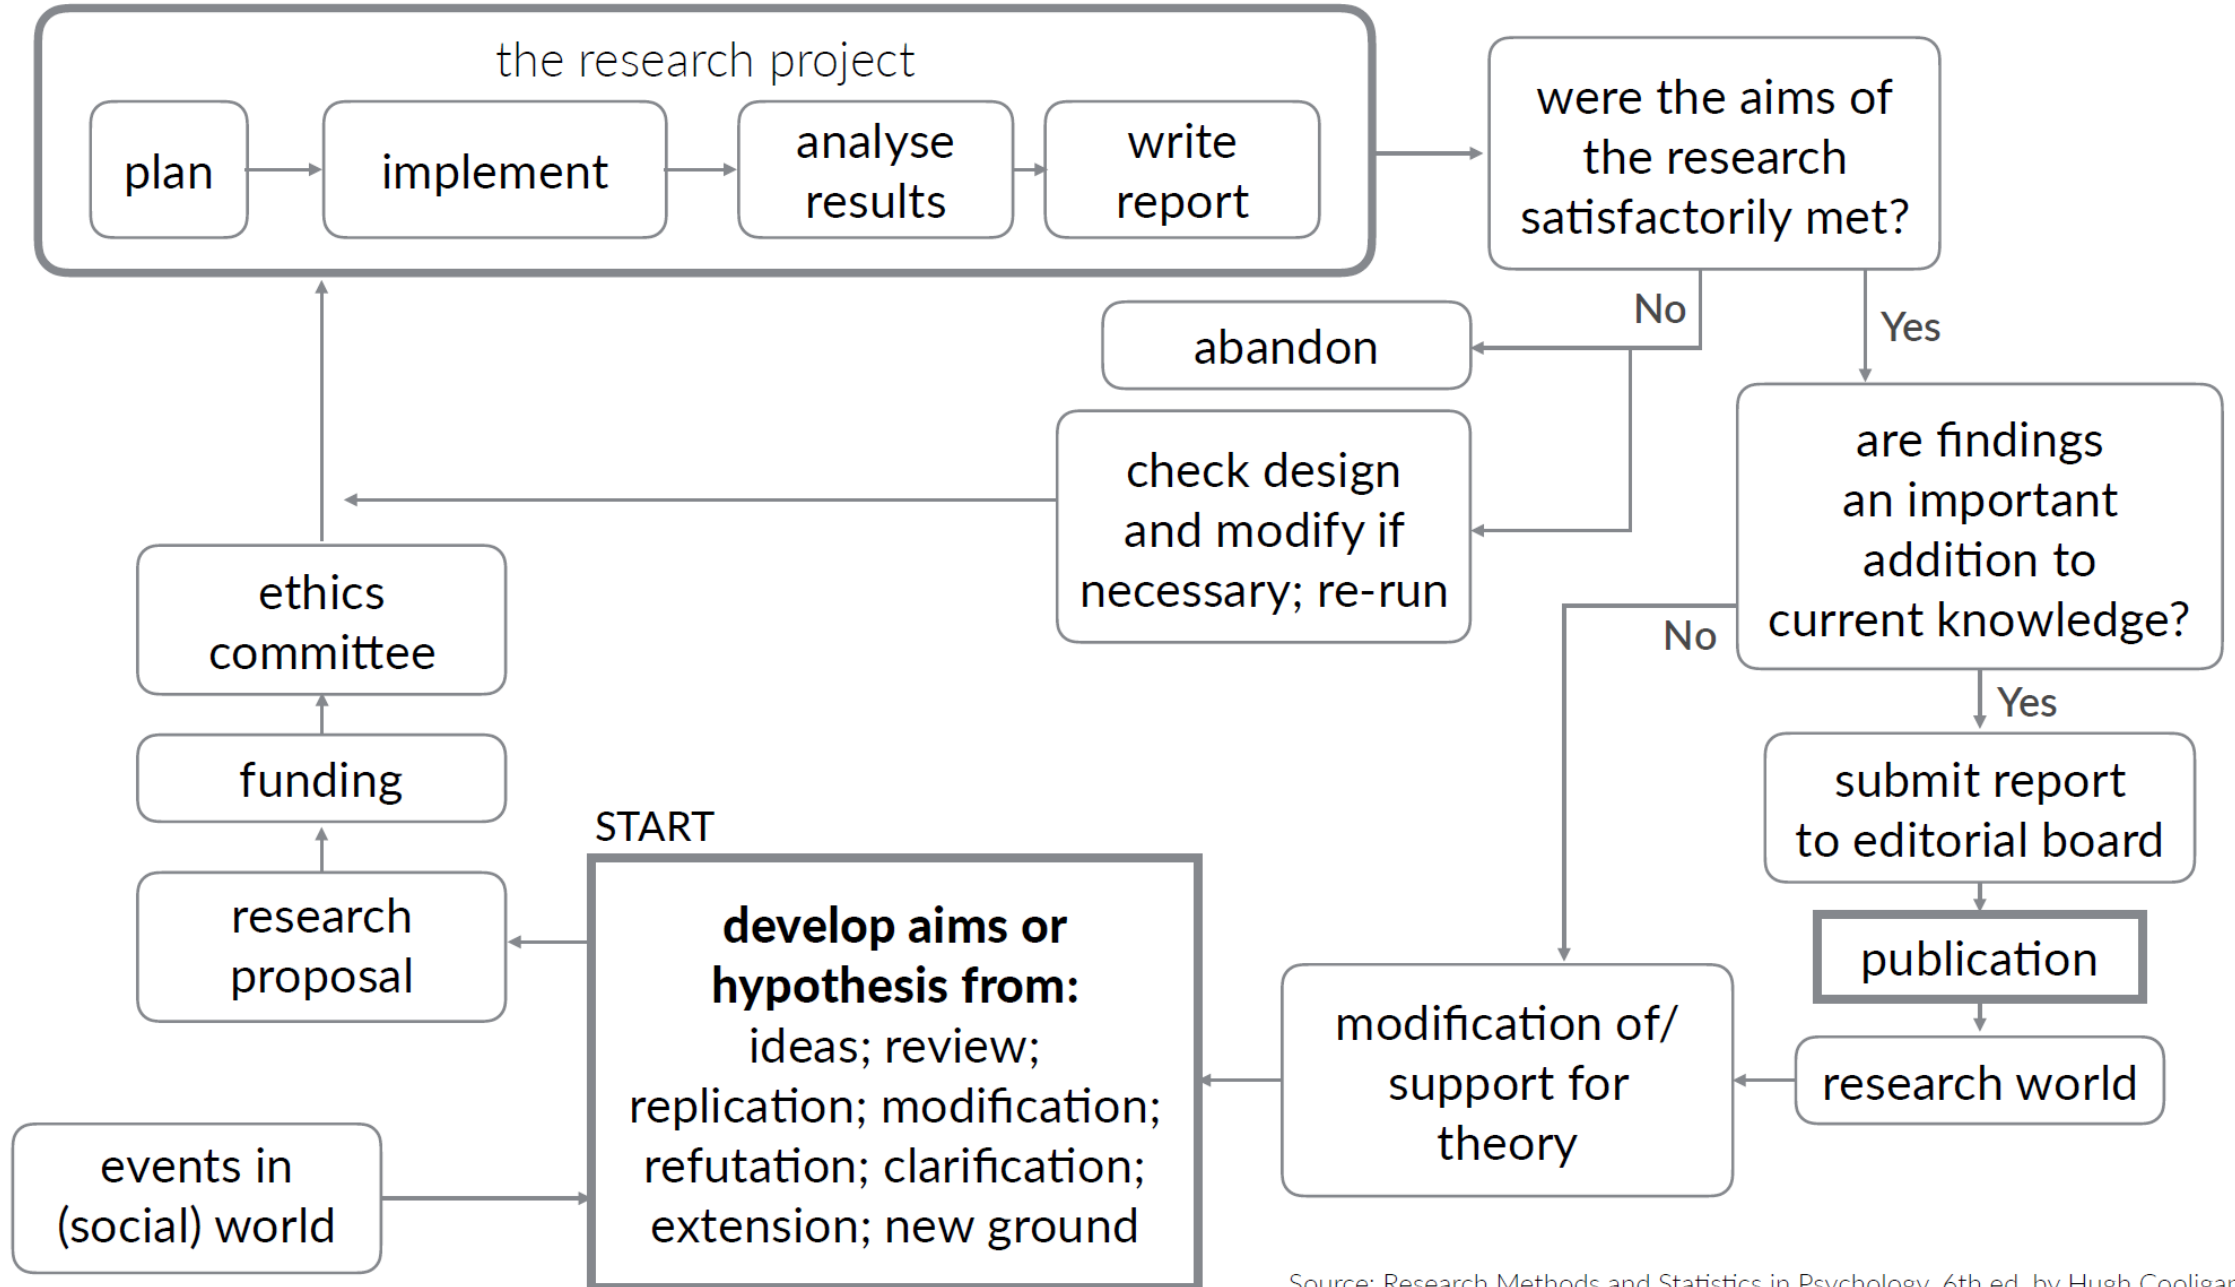 the research project
plan
implement
analyse
results
write
report
were the aims of
the research
satisfactorily met?
No
Yes
abandon
check design
and modify if
necessary; re-run
are findings
an important
addition to
current knowledge?
No
Yes
ethics
committee
funding
research
proposal
START
develop aims or
hypothesis from:
ideas; review;
replication; modification;
refutation; clarification;
extension; new ground
events in
(social) world
submit report
to editorial board
publication
research world
modification of/
support for
theory
Source: Research Methods and Statistics in Psychology, 6th ed. by Hugh